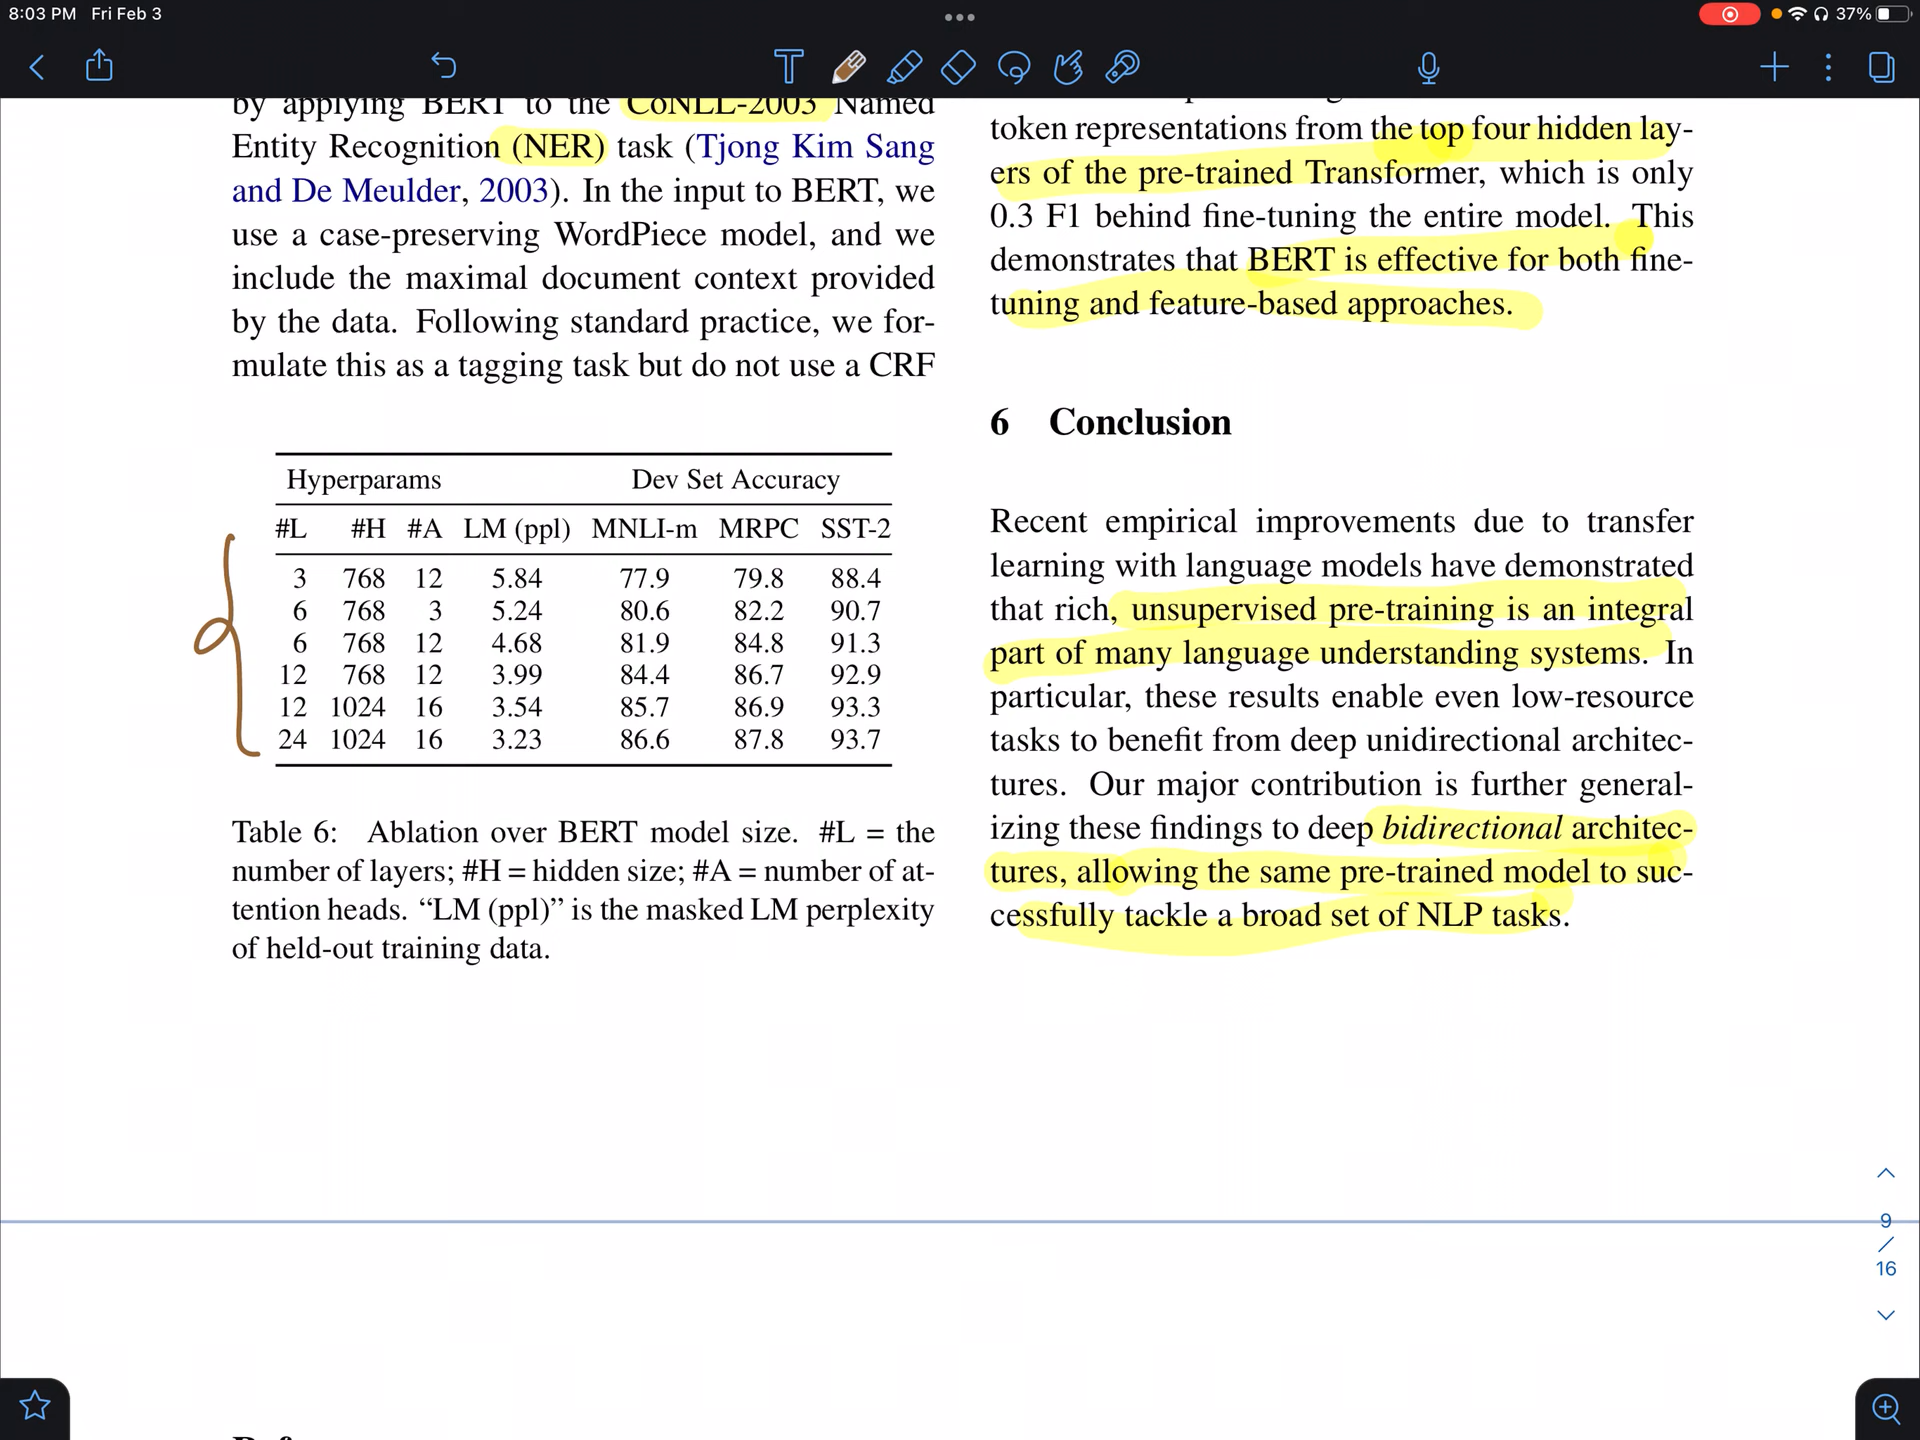 8:03 PM Fri Feb 3
37%
by applying BERT to the CoNLL-2003 Named
Entity Recognition (NER) task (Tjong Kim Sang
and De Meulder, 2003). In the input to BERT, we
use a case-preserving WordPiece model, and we
include the maximal document context provided
by the data. Following standard practice, we for-
mulate this as a tagging task but do not use a CRF
Hyperparams Dev Set Accuracy
#L #H #A LM (ppl) MNLI-m MRPC SST-2
3 768 12 5.84 77.9 79.8 88.4
6 768 3 5.24 80.6 82.2 90.7
6 768 12 4.68 81.9 84.8 91.3
12 768 12 3.99 84.4 86.7 92.9
12 1024 16 3.54 85.7 86.9 93.3
24 1024 16 3.23 86.6 87.8 93.7
Table 6: Ablation over BERT model size. #L = the
number of layers; #H = hidden size; #A = number of at-
tention heads. “LM (ppl)” is the masked LM perplexity
of held-out training data.
token representations from the top four hidden lay-
ers of the pre-trained Transformer, which is only
0.3 F1 behind fine-tuning the entire model. This
demonstrates that BERT is effective for both fine-
tuning and feature-based approaches.
6 Conclusion
Recent empirical improvements due to transfer
learning with language models have demonstrated
that rich, unsupervised pre-training is an integral
part of many language understanding systems. In
particular, these results enable even low-resource
tasks to benefit from deep unidirectional architec-
tures. Our major contribution is further general-
izing these findings to deep bidirectional architec-
tures, allowing the same pre-trained model to suc-
cessfully tackle a broad set of NLP tasks.
9
/
16